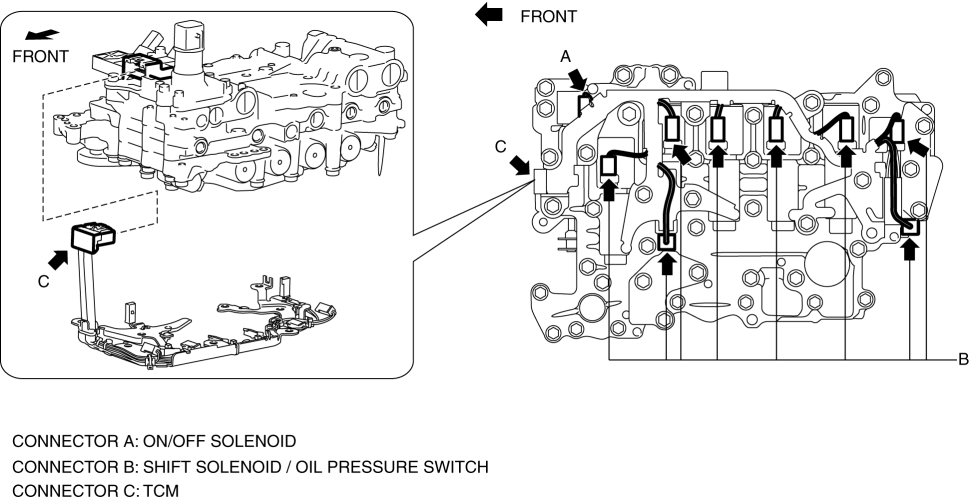 FRONT
FRONT
A
C
C
B
CONNECTOR A: ON/OFF SOLENOID
CONNECTOR B: SHIFT SOLENOID / OIL PRESSURE SWITCH
CONNECTOR C: TCM